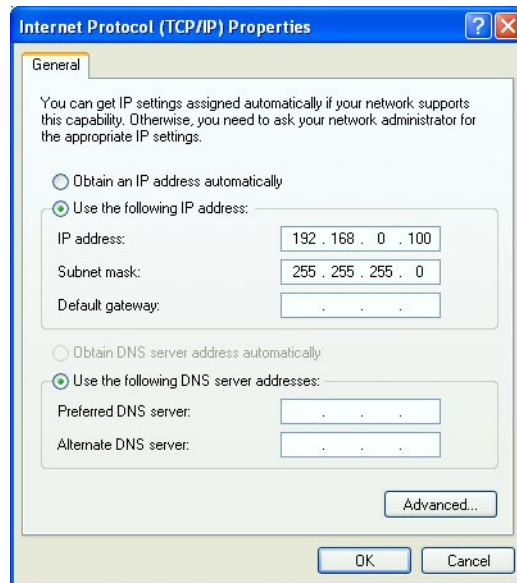 Internet Protocol (TCP/IP) Properties
General
You can get IP settings assigned automatically if your network supports
this capability. Otherwise, you need to ask your network administrator for
the appropriate IP settings.
Obtain an IP address automatically
Use the following IP address:
IP address: 192 . 168 . 0 . 100
Subnet mask: 255 . 255 . 255 . 0
Default gateway: . . .
Obtain DNS server address automatically
Use the following DNS server addresses:
Preferred DNS server: . . .
Alternate DNS server: . . .
Advanced...
OK Cancel